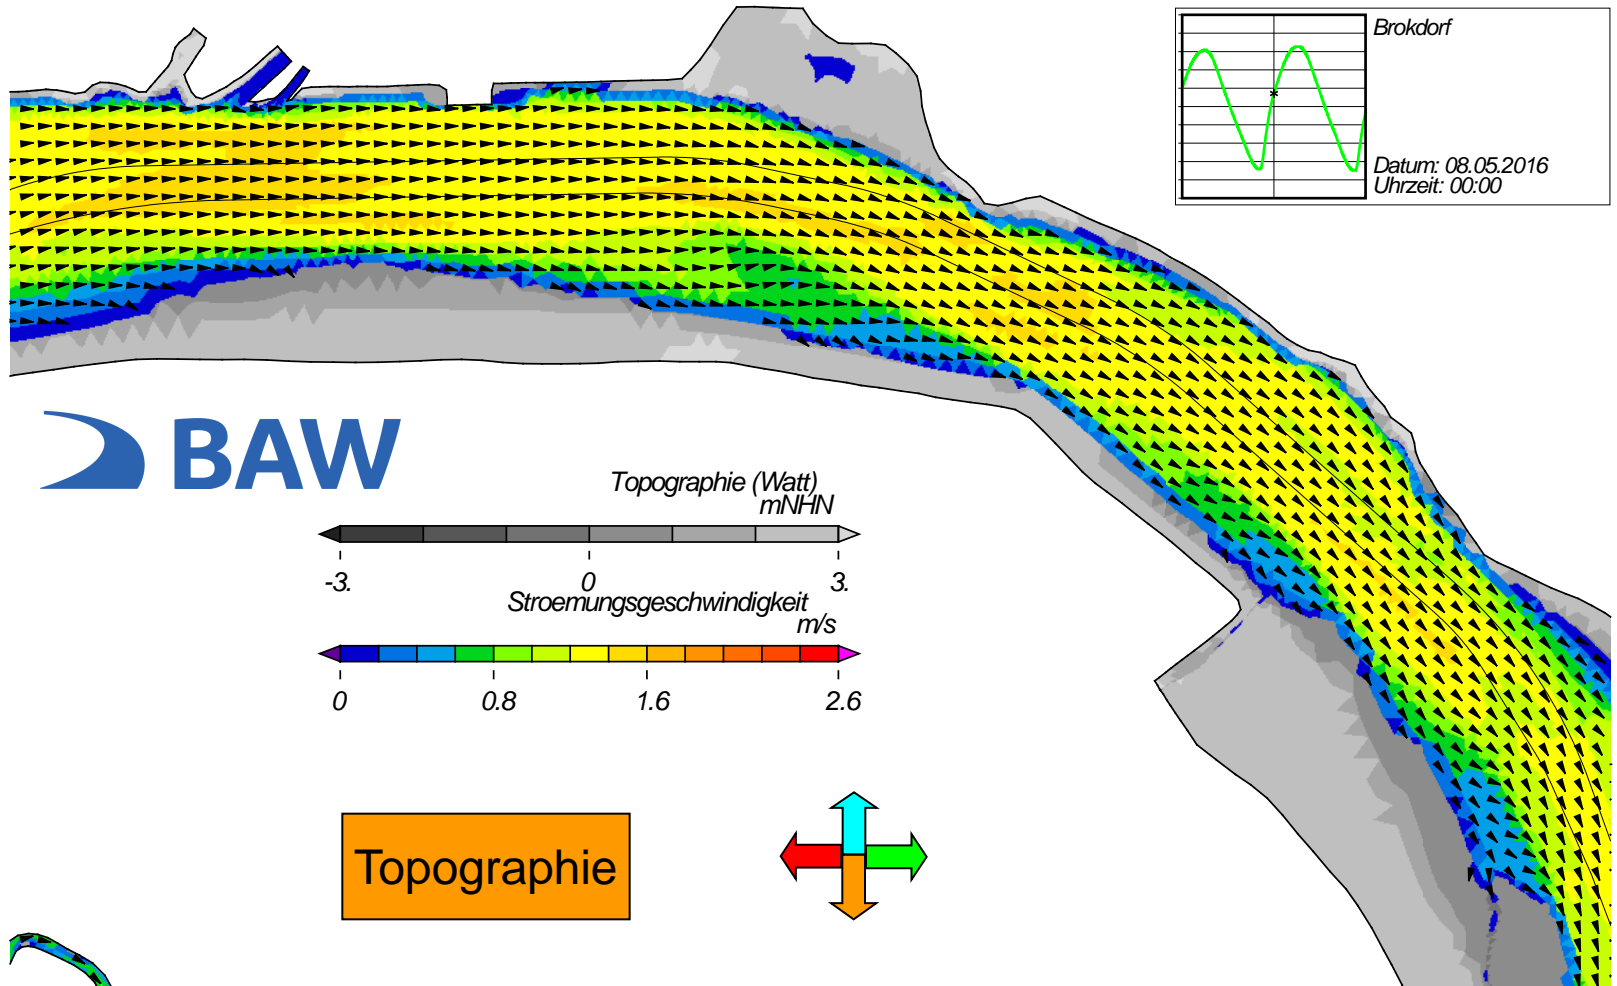 Brokdorf
Datum: 08.05.2016
Uhrzeit: 00:00
BAW
Topographie (Watt)
mNHN
-3. 0 3.
Stroemungsgeschwindigkeit
m/s
0 0.8 1.6 2.6
Topographie